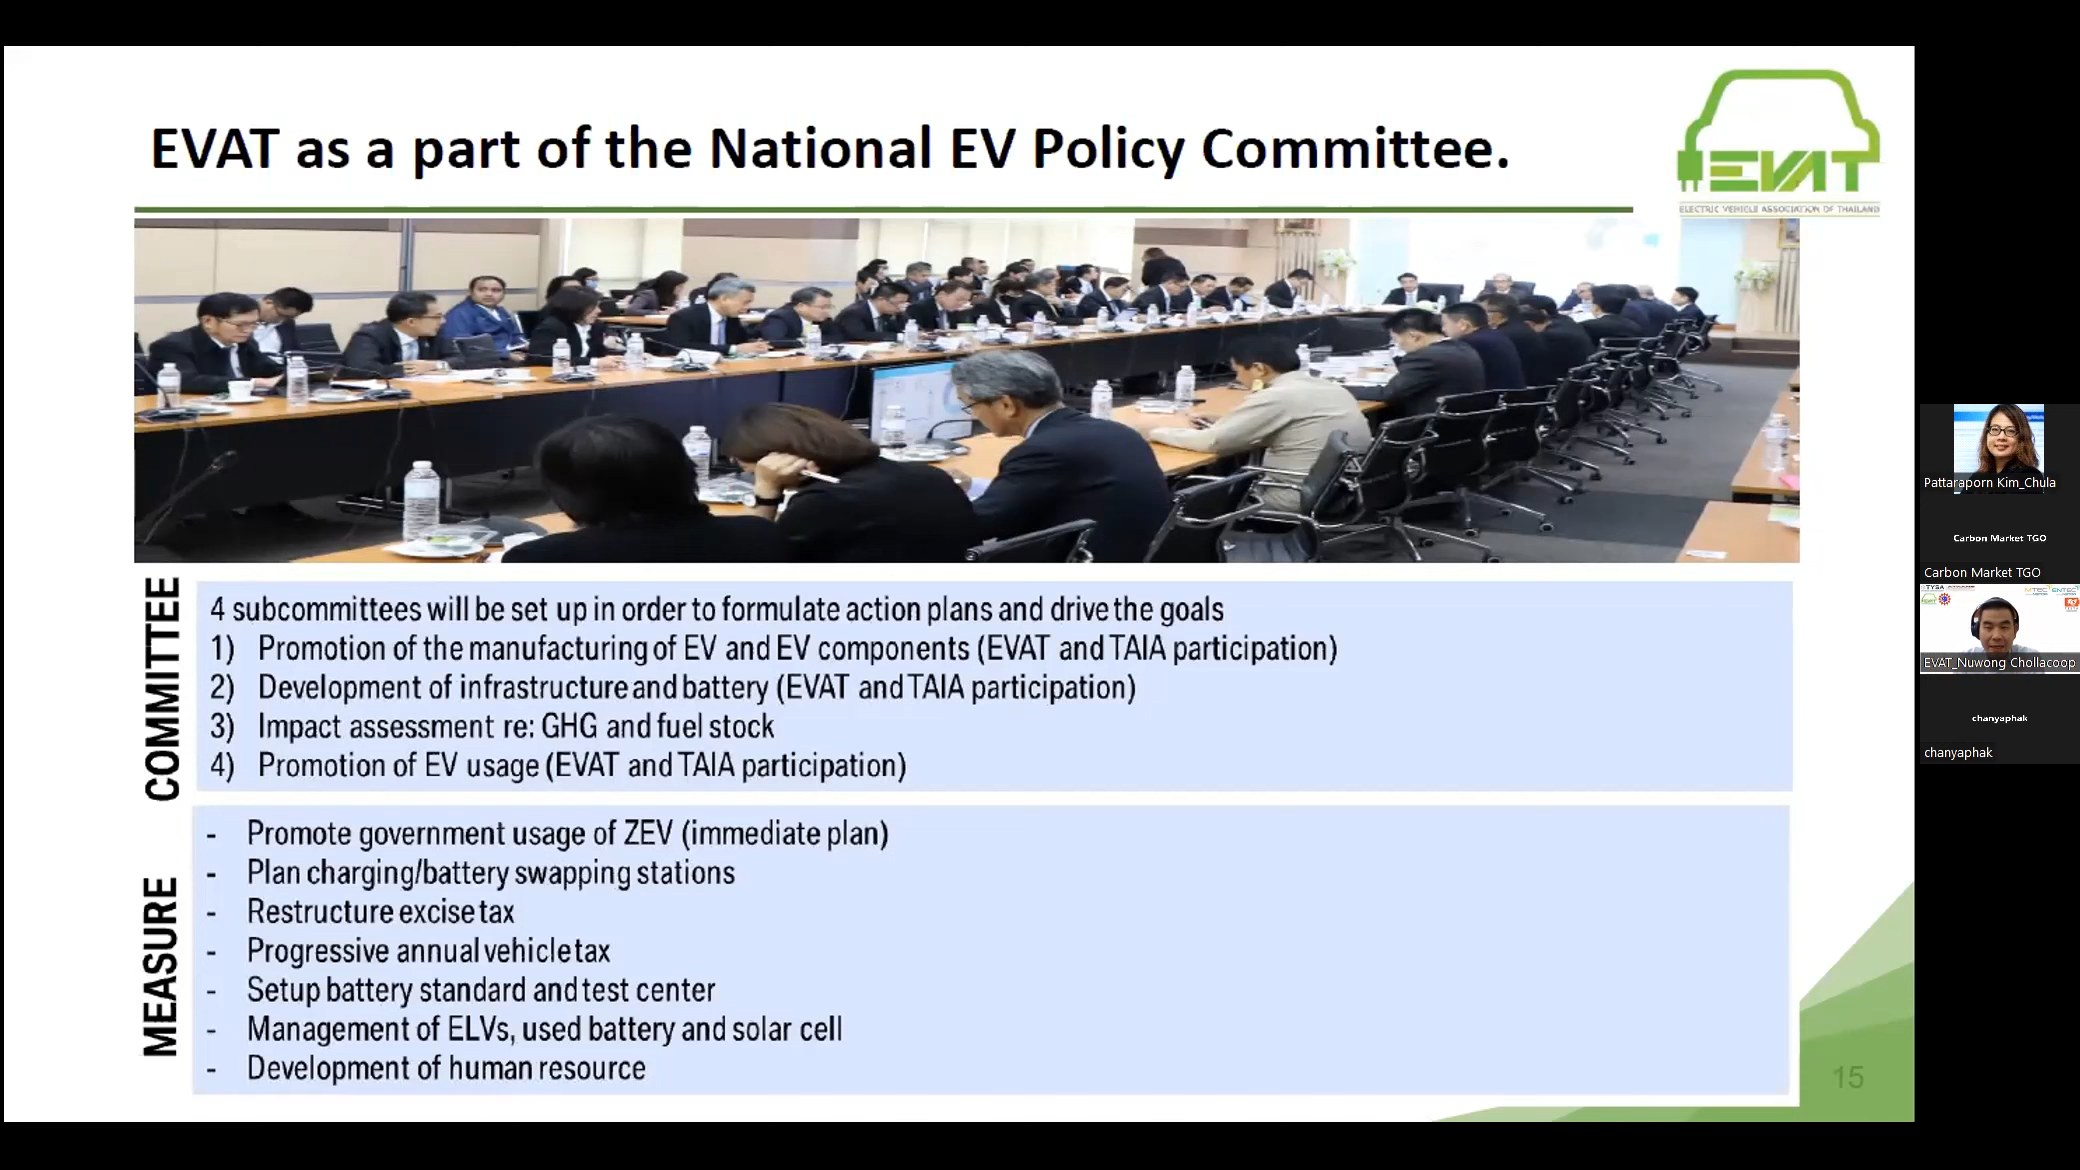 EVAT as a part of the National EV Policy Committee.
EVAT
ELECTRIC VEHICLE ASSOCIATION OF THAILAND
COMMITTEE
4 subcommittees will be set up in order to formulate action plans and drive the goals
1) Promotion of the manufacturing of EV and EV components (EVAT and TAIA participation)
2) Development of infrastructure and battery (EVAT and TAIA participation)
3) Impact assessment re: GHG and fuel stock
4) Promotion of EV usage (EVAT and TAIA participation)
MEASURE
- Promote government usage of ZEV (immediate plan)
- Plan charging/battery swapping stations
- Restructure excise tax
- Progressive annual vehicle tax
- Setup battery standard and test center
- Management of ELVs, used battery and solar cell
- Development of human resource
15
Pattaraporn Kim_Chula
Carbon Market TGO
Carbon Market TGO
MTEC ENTEC
EVAT_Nuwong Chollacoop
chanyaphak
chanyaphak